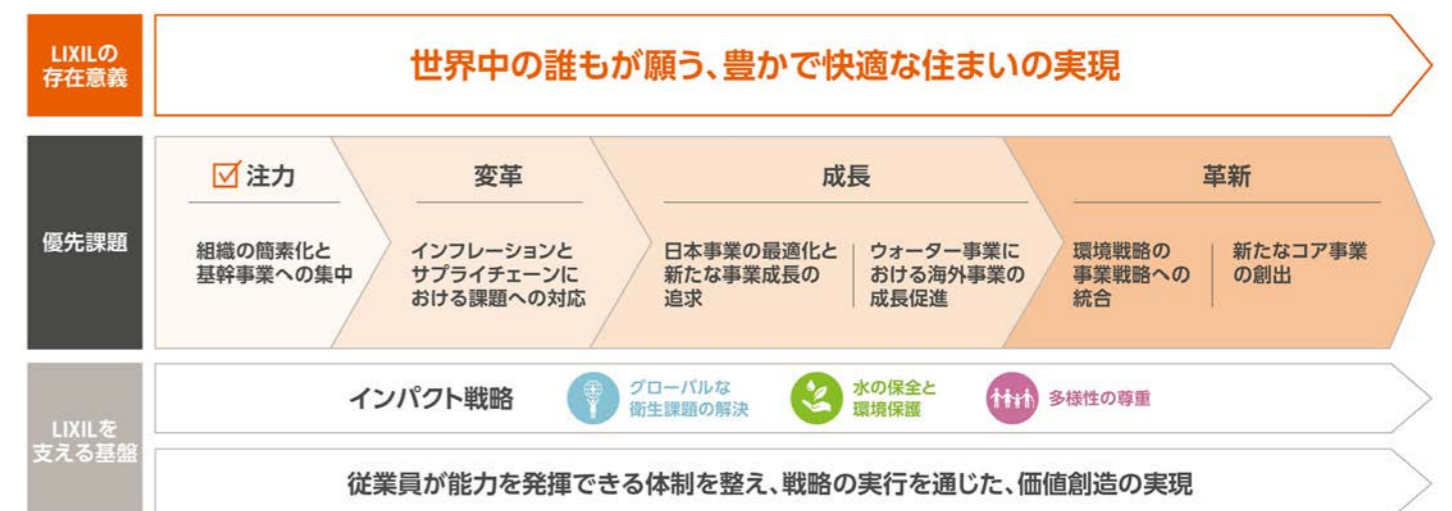 LIXILの
存在意義
世界中の誰もが願う、豊かで快適な住まいの実現
優先課題
注力
組織の簡素化と
基幹事業への集中
変革
インフレーションと
サプライチェーンに
おける課題への対応
成長
日本事業の最適化と
新たな事業成長の
追求
ウォーター事業に
おける海外事業の
成長促進
革新
環境戦略の
事業戦略への
統合
新たなコア事業
の創出
LIXILを
支える基盤
インパクト戦略
グローバルな
衛生課題の解決
水の保全と
環境保護
多様性の尊重
従業員が能力を発揮できる体制を整え、戦略の実行を通じた、価値創造の実現